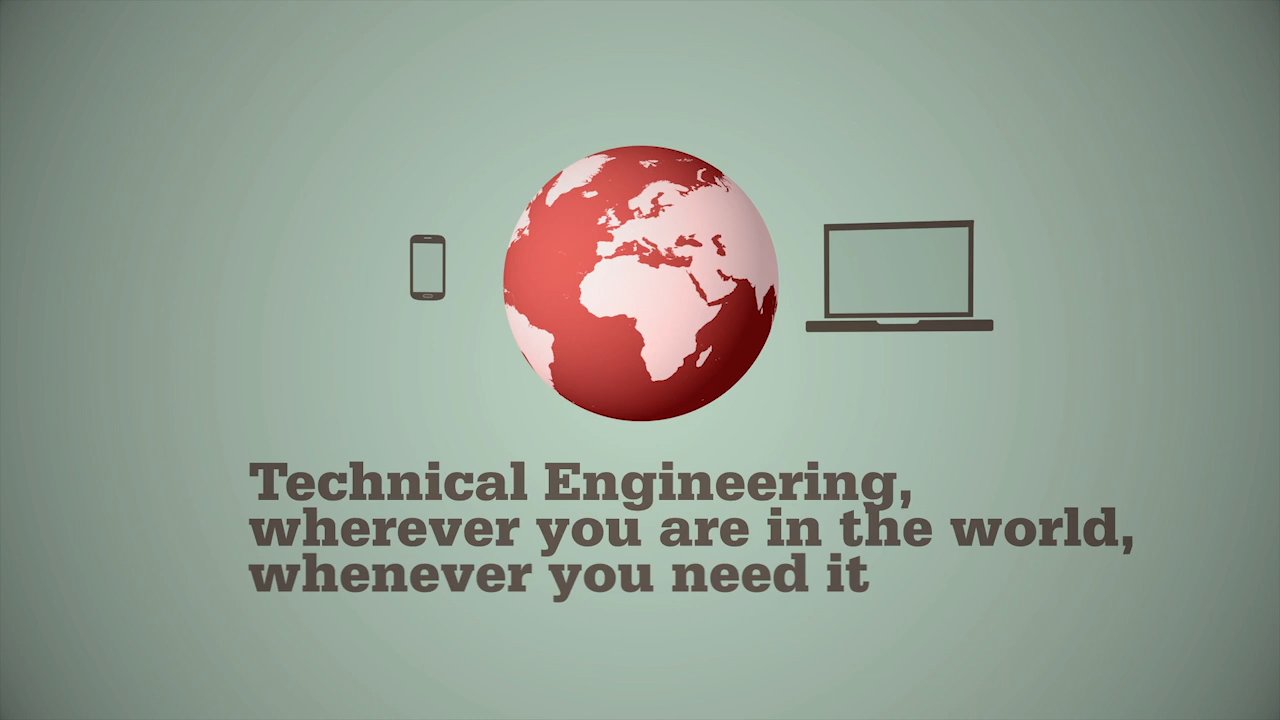 Technical Engineering,
wherever you are in the world,
whenever you need it